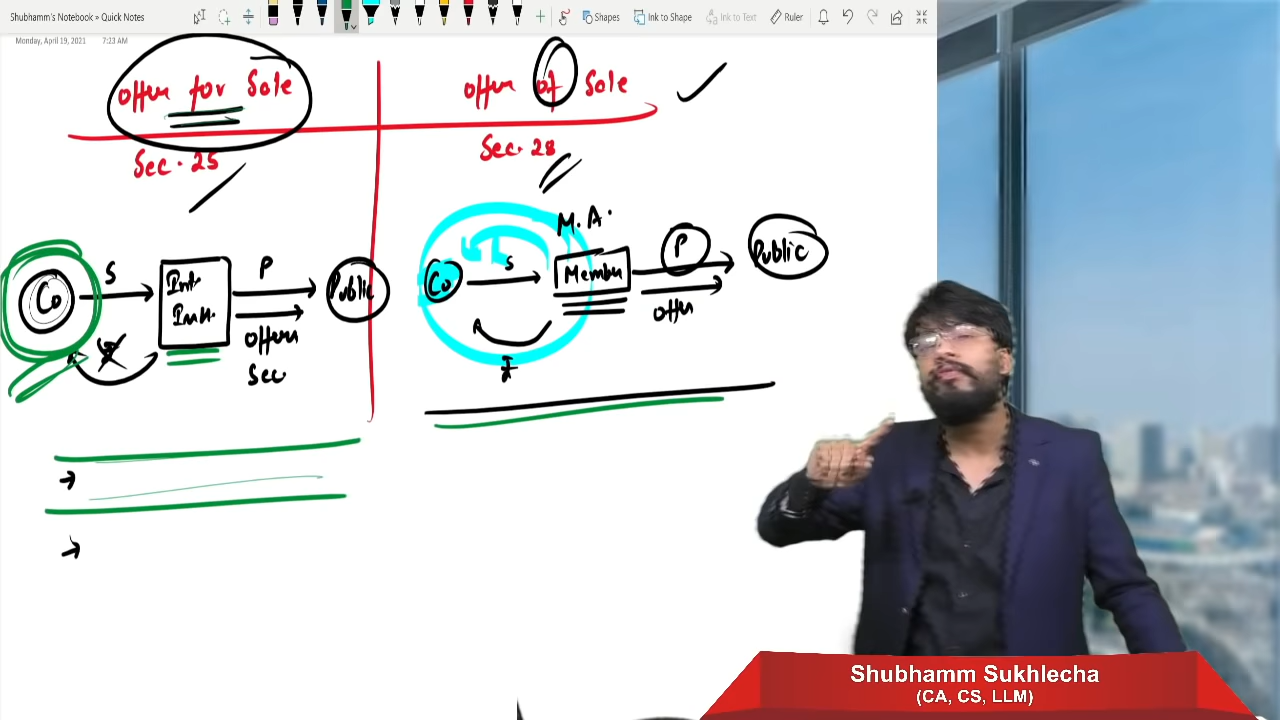 Shubhamm's Notebook » Quick Notes
Shapes
Ink to Shape
Ink to Text
Ruler
Monday, April 19, 2021
7:23 AM
Offer for Sale
Offer of Sale
Sec. 25
Sec. 28
M.A.
Co
S
P
Public
Offers
Sec
Co
S
Member
P
Public
offer
₹
Shubhamm Sukhlecha
(CA, CS, LLM)